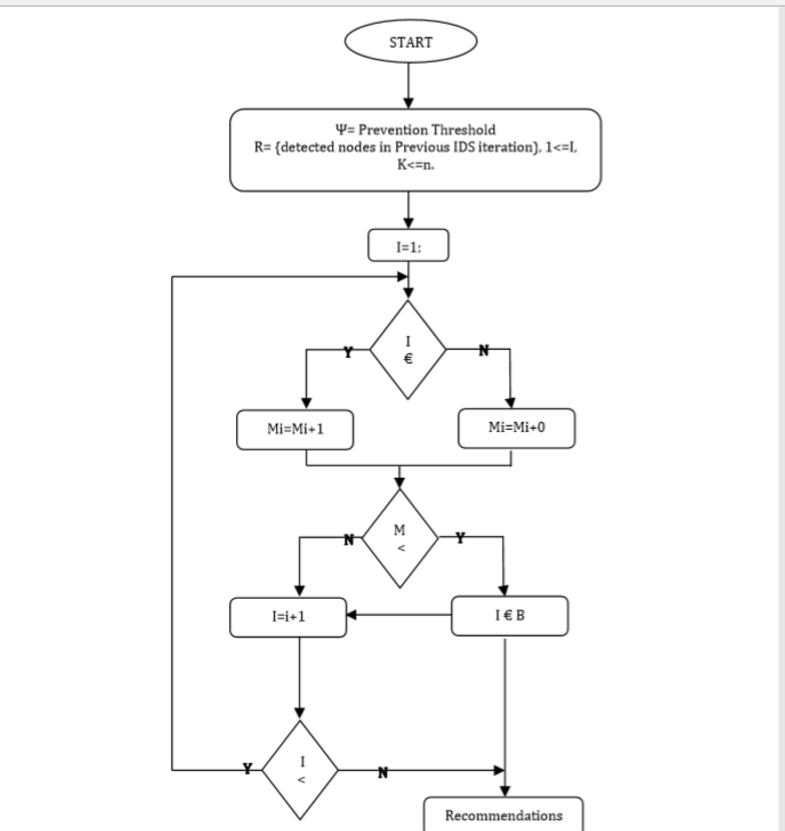 START
Ψ= Prevention Threshold
R= {detected nodes in Previous IDS iteration}, 1<=I,
K<=n.
I=1;
I
€
Y
N
Mi=Mi+1
Mi=Mi+0
M
<
N
Y
I=i+1
I € B
I
<
Y
N
Recommendations